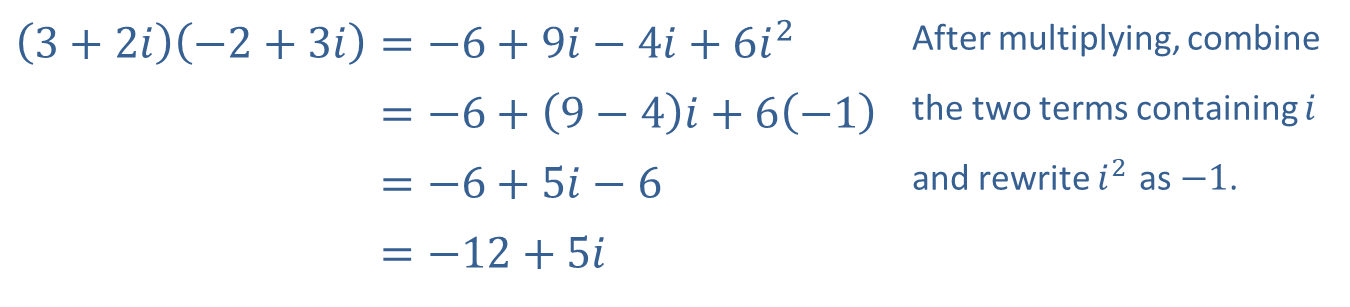 (3 + 2i)(−2 + 3i) = −6 + 9i − 4i + 6i² After multiplying, combine
= −6 + (9 − 4)i + 6(−1) the two terms containing i
= −6 + 5i − 6 and rewrite i² as −1.
= −12 + 5i